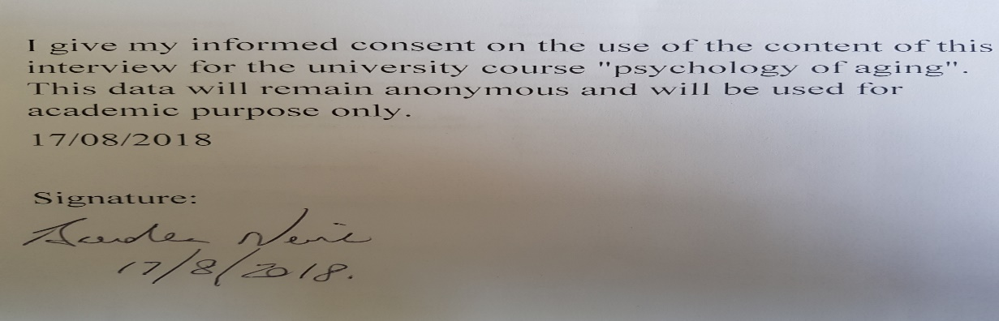 I give my informed consent on the use of the content of this
interview for the university course "psychology of aging".
This data will remain anonymous and will be used for
academic purpose only.
17/08/2018
Signature:
17/8/2018.